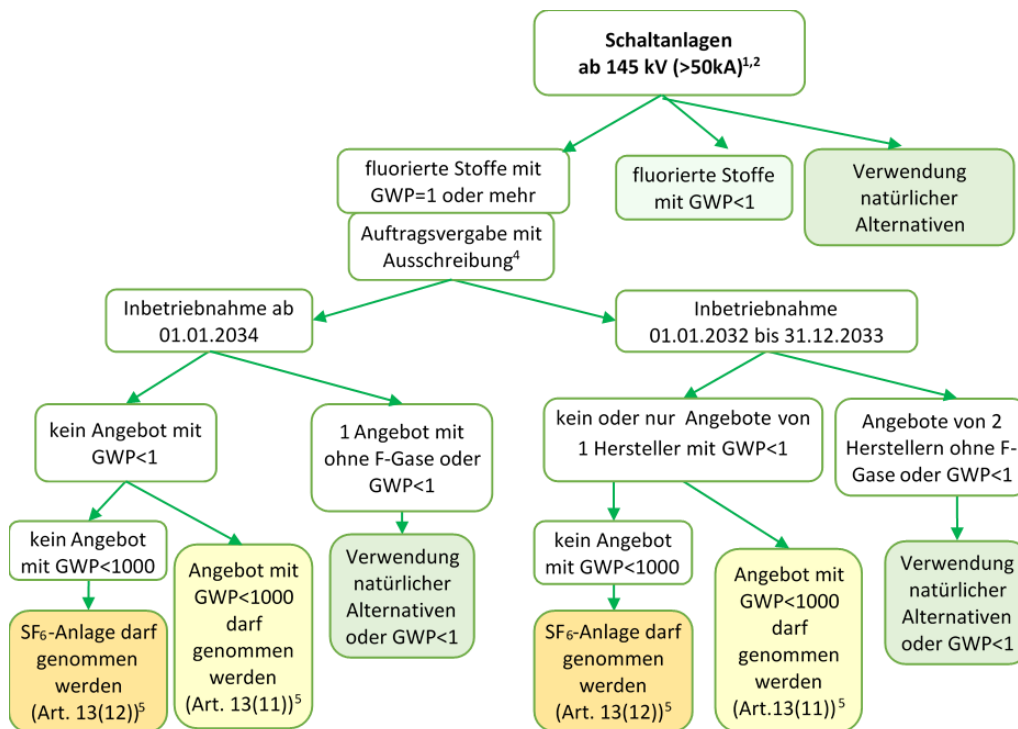 Schaltanlagen
ab 145 kV (>50kA)¹,²
fluorierte Stoffe mit
GWP=1 oder mehr
fluorierte Stoffe
mit GWP<1
Verwendung
natürlicher
Alternativen
Auftragsvergabe mit
Ausschreibung⁴
Inbetriebnahme ab
01.01.2034
Inbetriebnahme
01.01.2032 bis 31.12.2033
kein Angebot mit
GWP<1
1 Angebot mit
ohne F-Gase oder
GWP<1
kein oder nur Angebote von
1 Hersteller mit GWP<1
Angebote von 2
Herstellern ohne F-
Gase oder GWP<1
kein Angebot
mit GWP<1000
Angebot mit
GWP<1000
darf
genommen
werden
(Art. 13(11))⁵
Verwendung
natürlicher
Alternativen
oder GWP<1
kein Angebot
mit GWP<1000
Angebot mit
GWP<1000
darf
genommen
werden
(Art.13(11))⁵
Verwendung
natürlicher
Alternativen
oder GWP<1
SF₆-Anlage darf
genommen
werden
(Art. 13(12))⁵
SF₆-Anlage darf
genommen
werden
(Art. 13(12))⁵